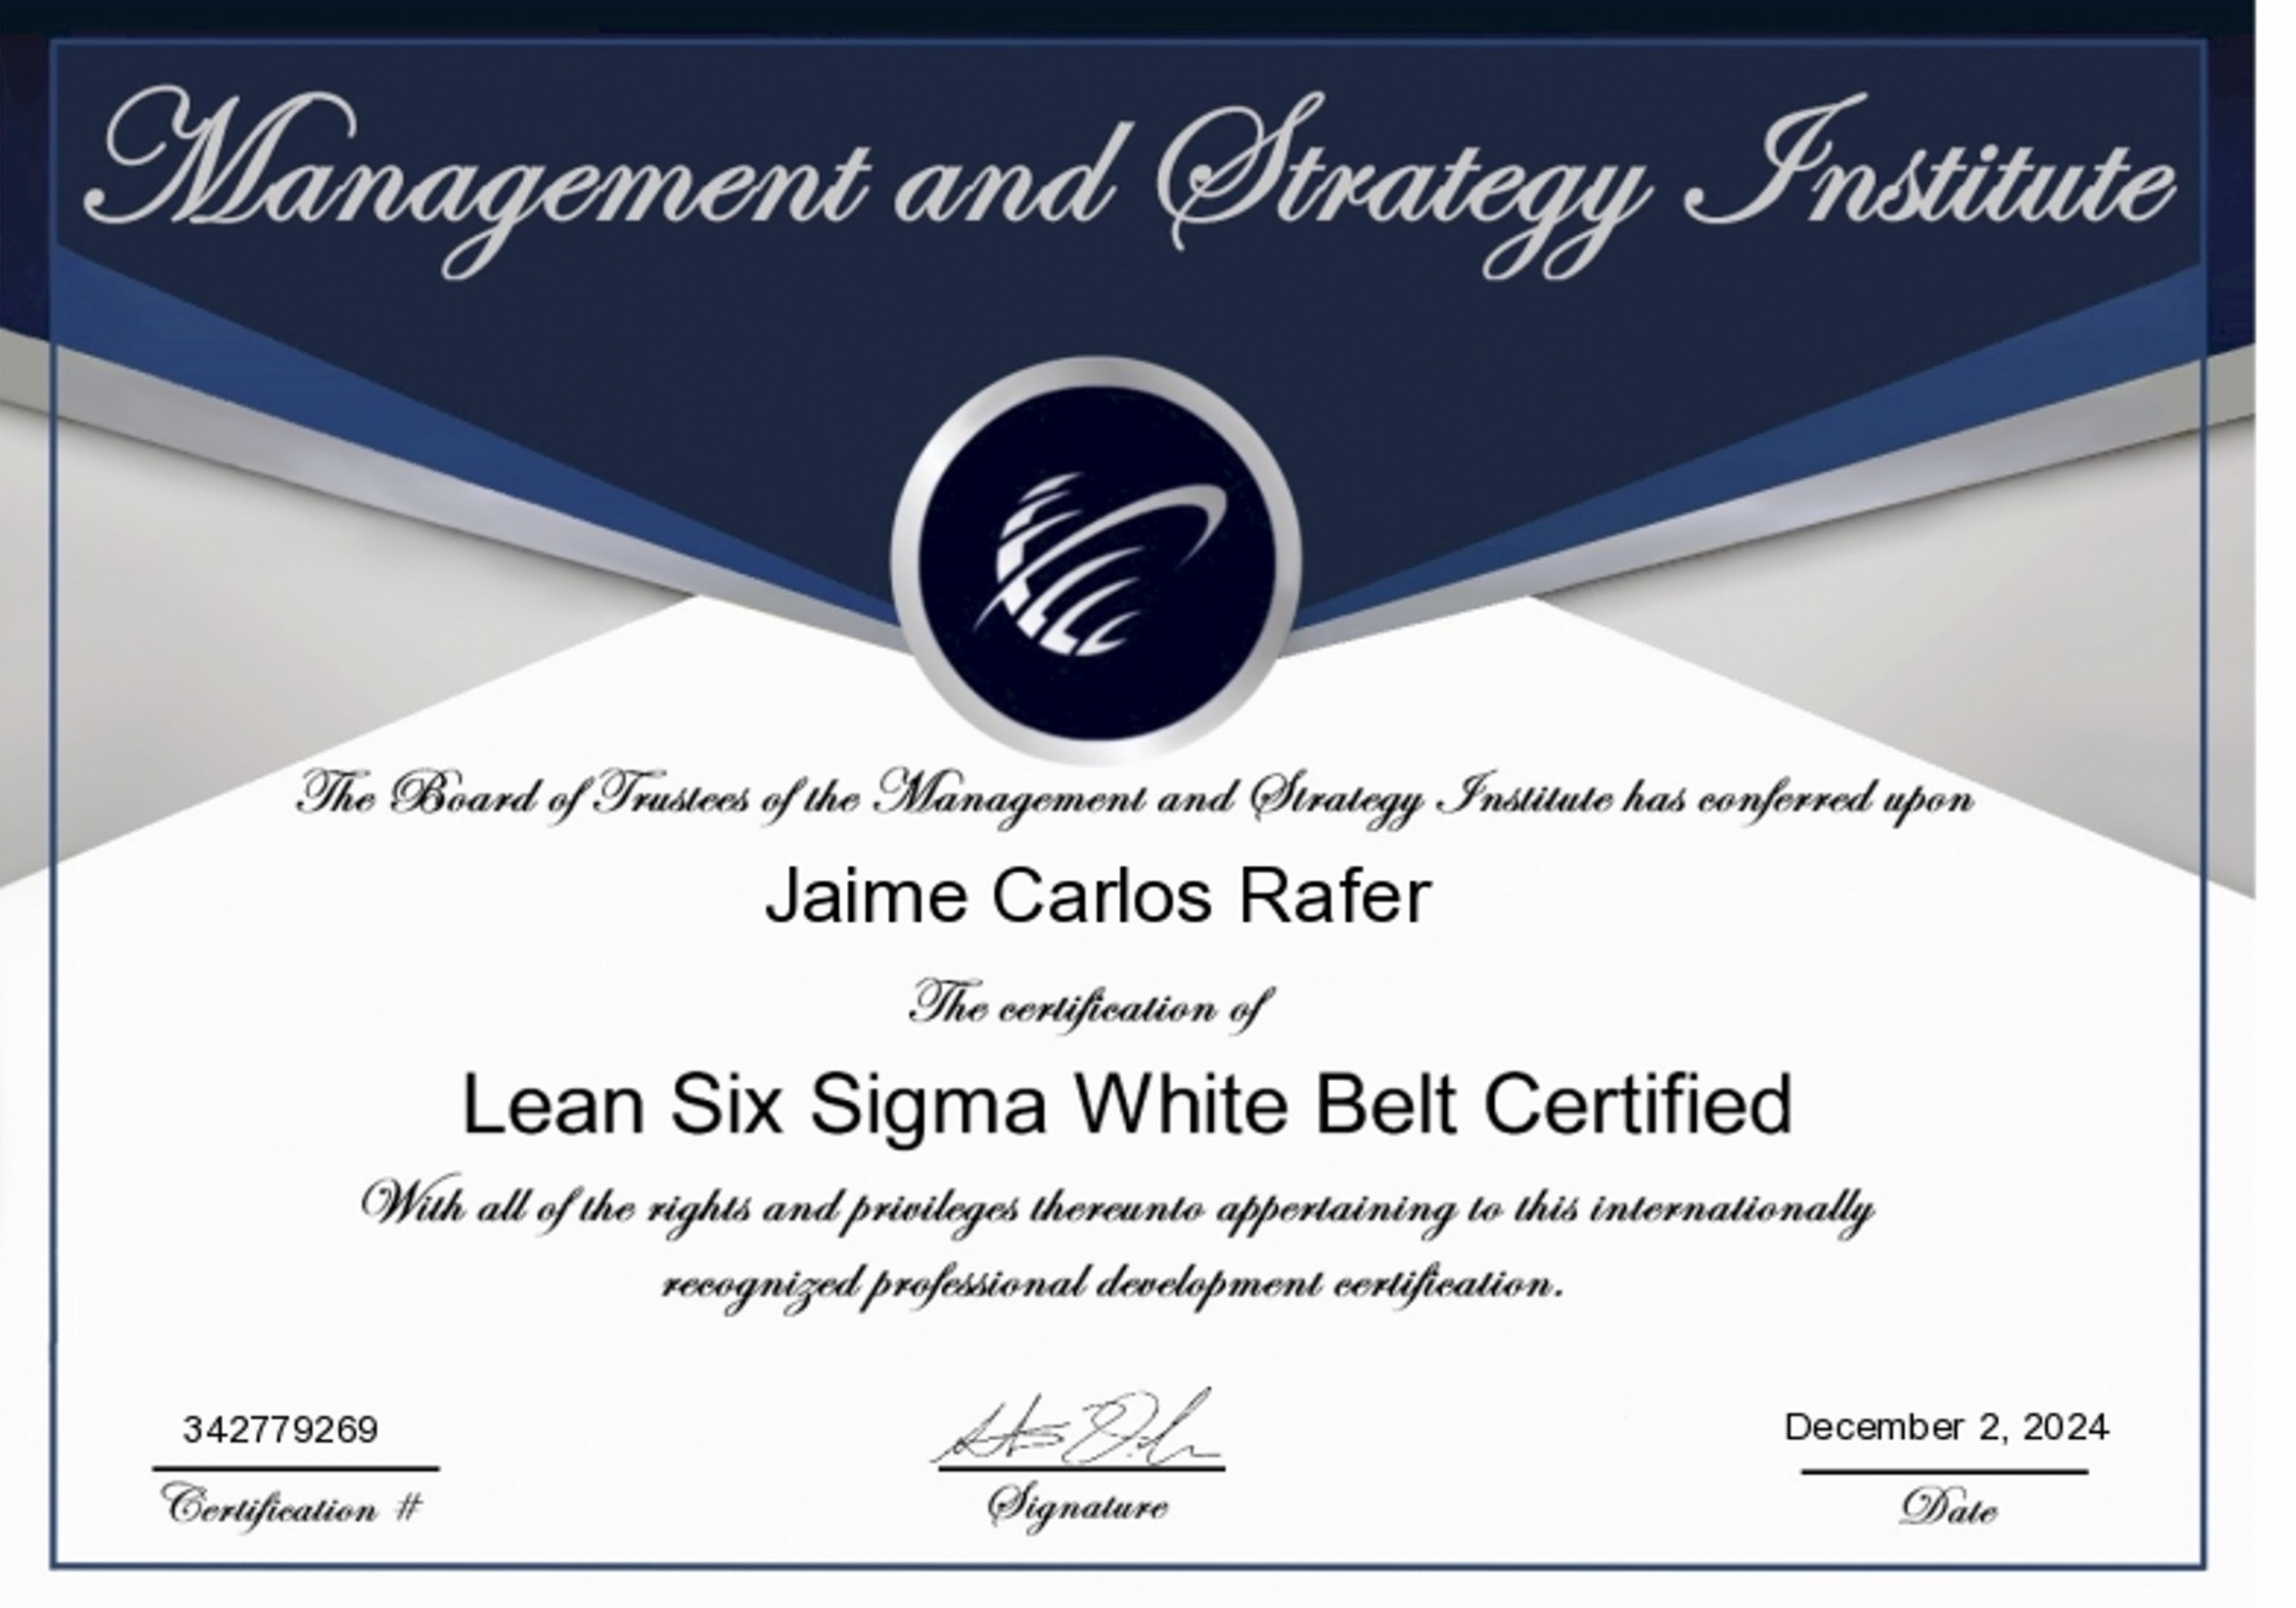 Management and Strategy Institute
The Board of Trustees of the Management and Strategy Institute has conferred upon
Jaime Carlos Rafer
The certification of
Lean Six Sigma White Belt Certified
With all of the rights and privileges thereunto appertaining to this internationally
recognized professional development certification.
342779269
Certification #
Signature
December 2, 2024
Date